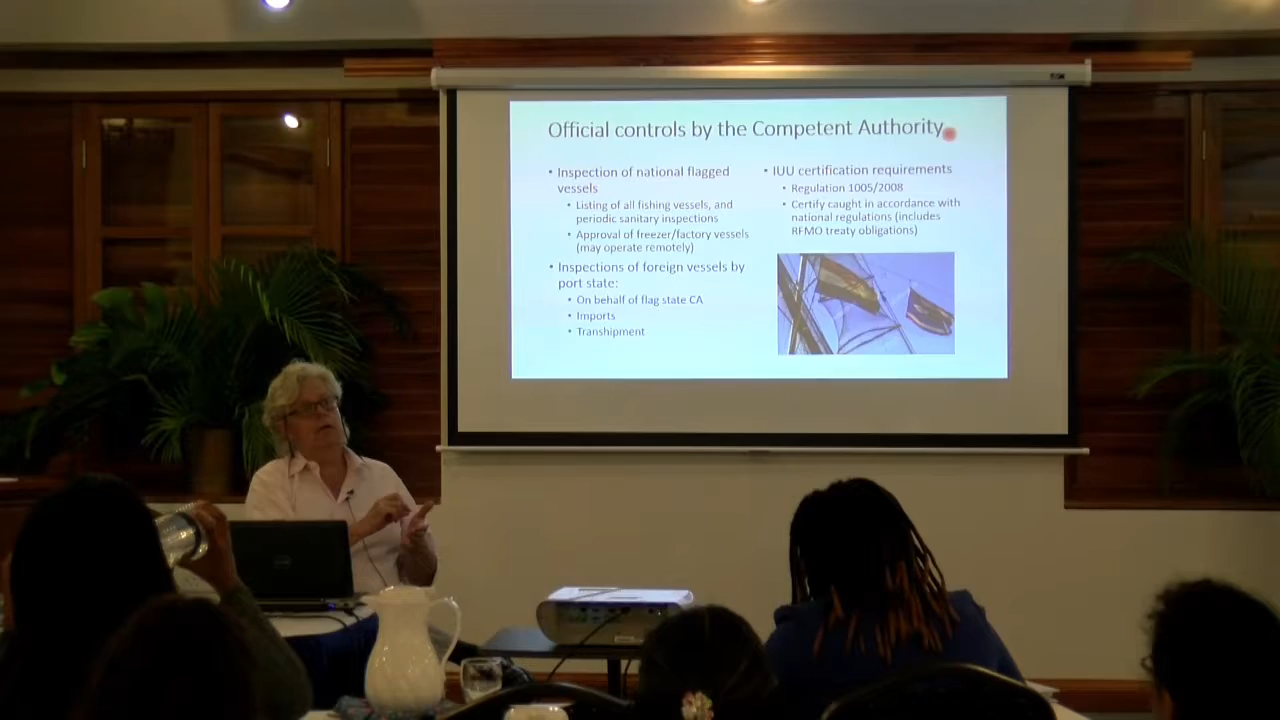 Official controls by the Competent Authority
• Inspection of national flagged
vessels
• Listing of all fishing vessels, and
periodic sanitary inspections
• Approval of freezer/factory vessels
(may operate remotely)
• Inspections of foreign vessels by
port state:
• On behalf of flag state CA
• Imports
• Transhipment
• IUU certification requirements
• Regulation 1005/2008
• Certify caught in accordance with
national regulations (includes
RFMO treaty obligations)